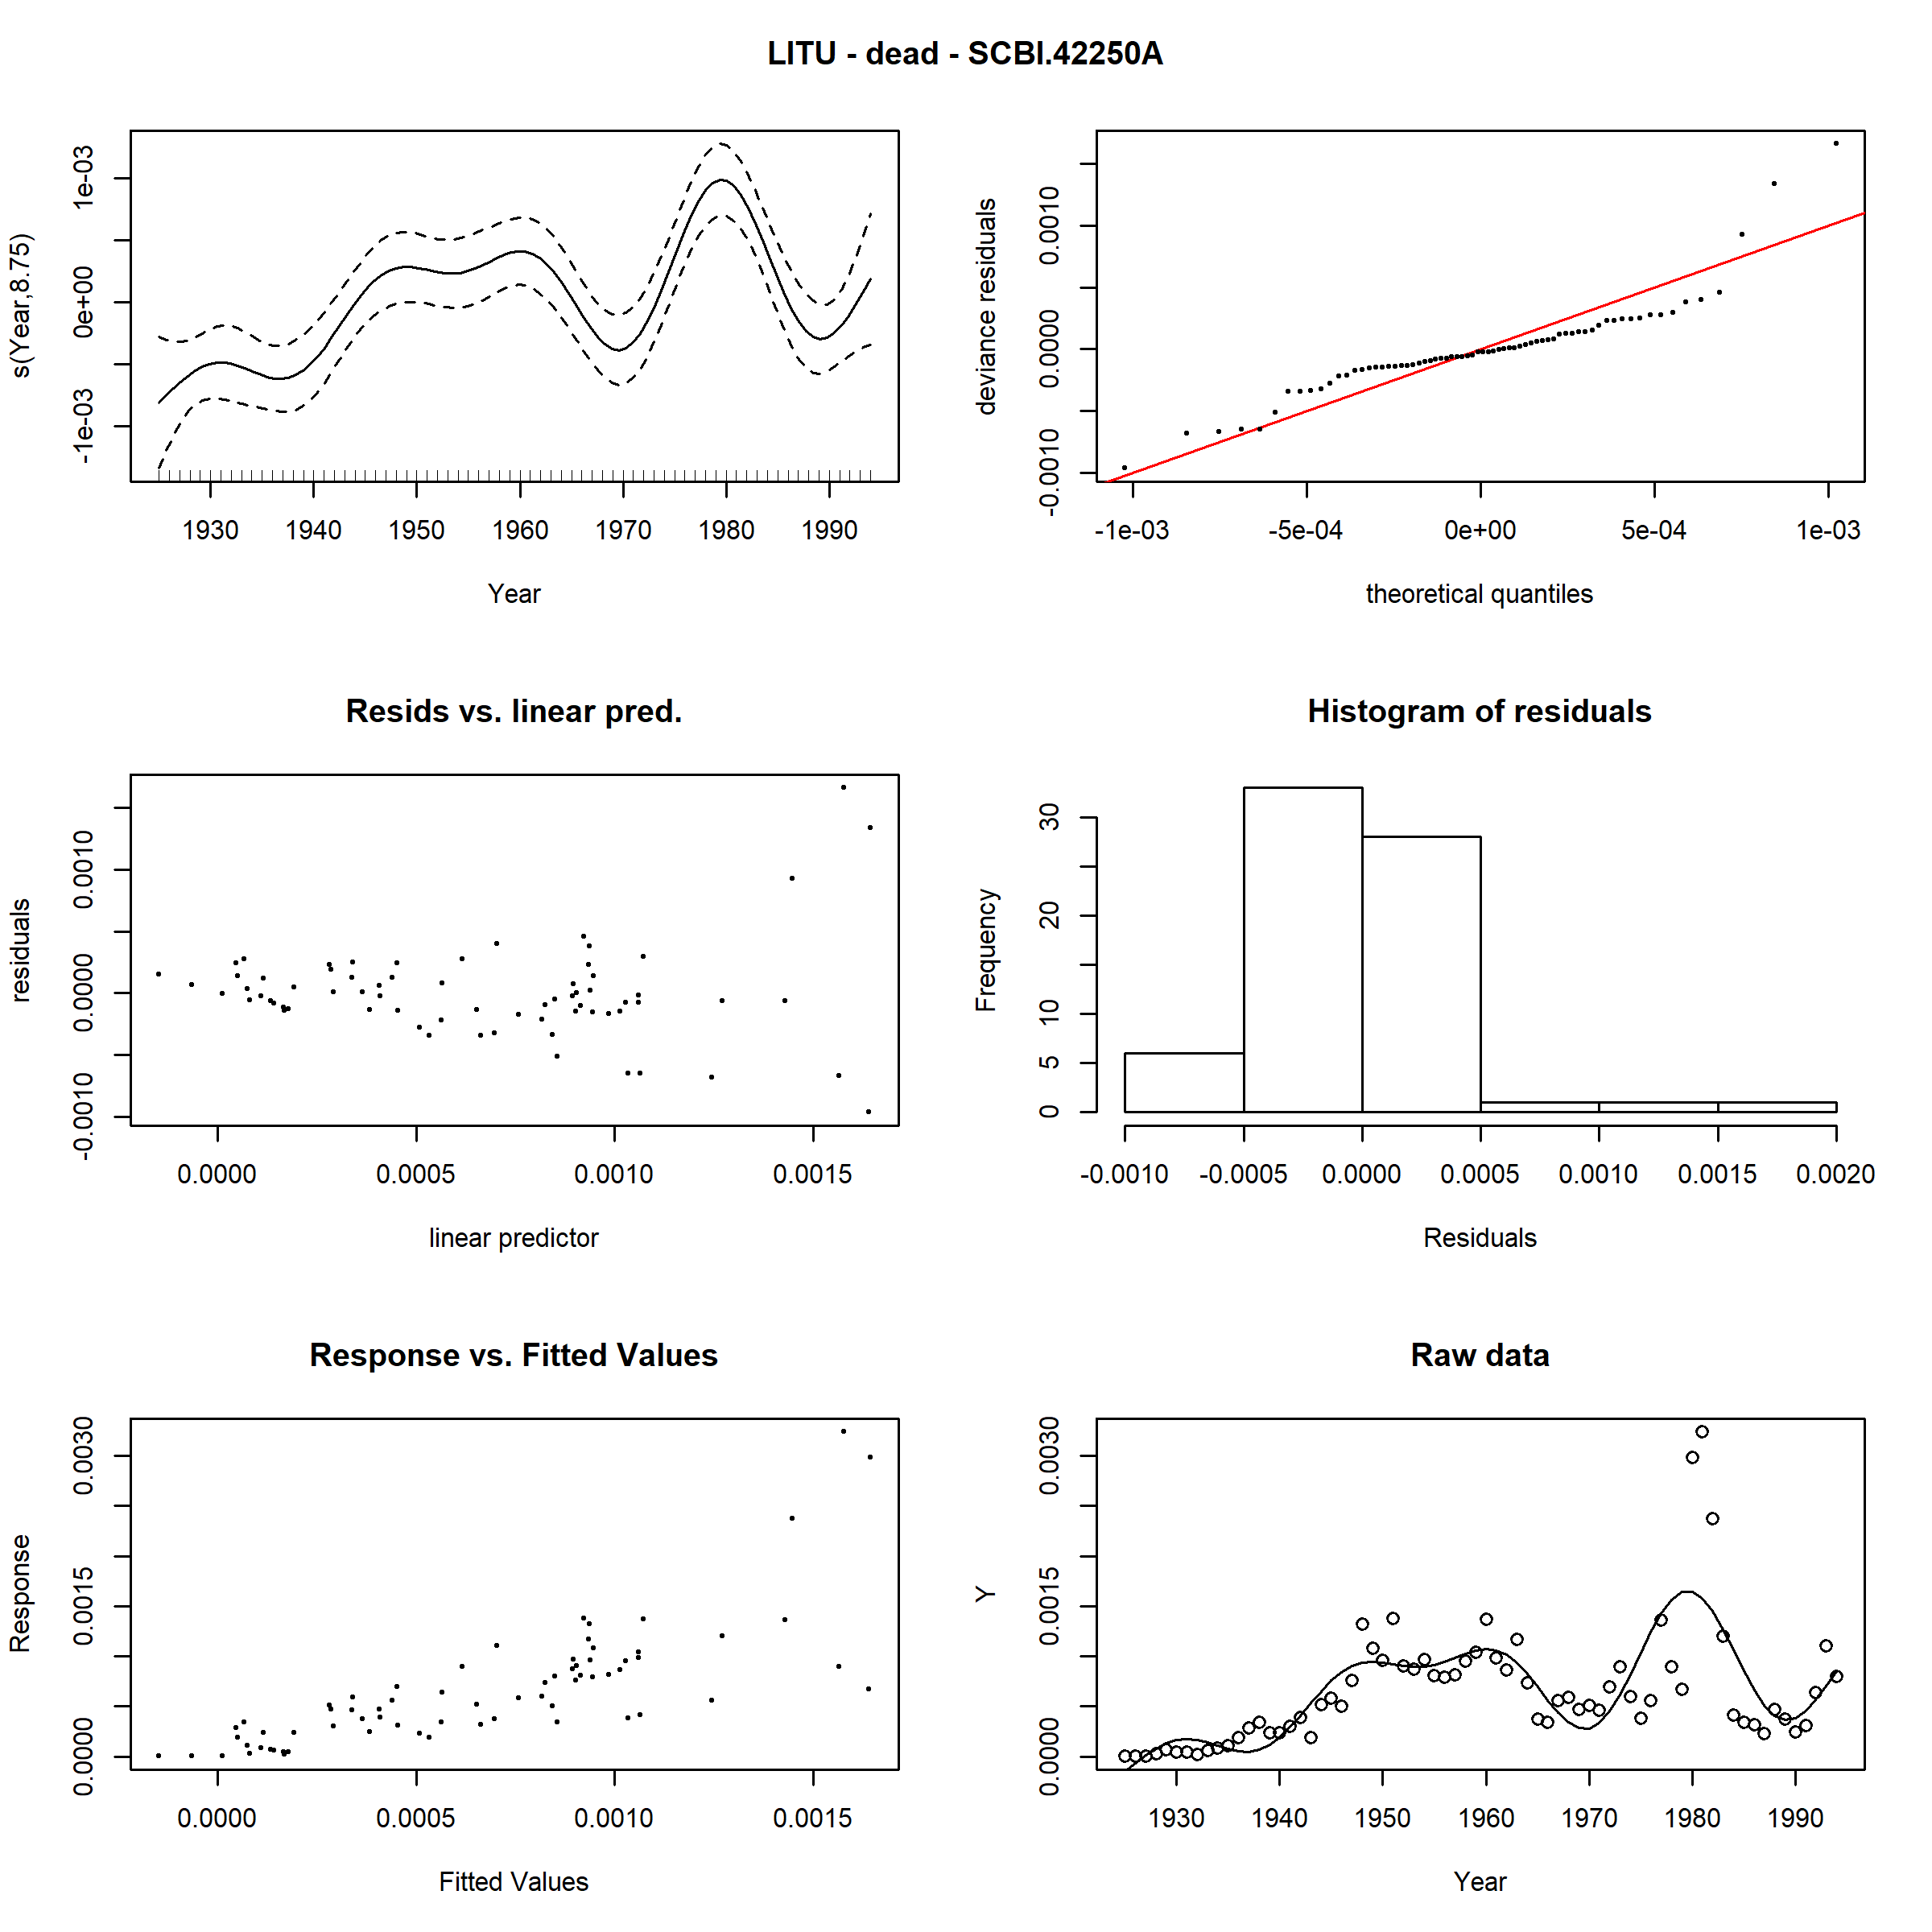 LITU - dead - SCBI.42250A
s(Year,8.75)
-1e-03 0e+00 1e-03
1930 1940 1950 1960 1970 1980 1990
Year
deviance residuals
-0.0010 0.0000 0.0010
-1e-03 -5e-04 0e+00 5e-04 1e-03
theoretical quantiles
Resids vs. linear pred.
residuals
-0.0010 0.0000 0.0010
0.0000 0.0005 0.0010 0.0015
linear predictor
Histogram of residuals
Frequency
0 5 10 20 30
-0.0010 -0.0005 0.0000 0.0005 0.0010 0.0015 0.0020
Residuals
Response vs. Fitted Values
Response
0.0000 0.0015 0.0030
0.0000 0.0005 0.0010 0.0015
Fitted Values
Raw data
Y
0.0000 0.0015 0.0030
1930 1940 1950 1960 1970 1980 1990
Year